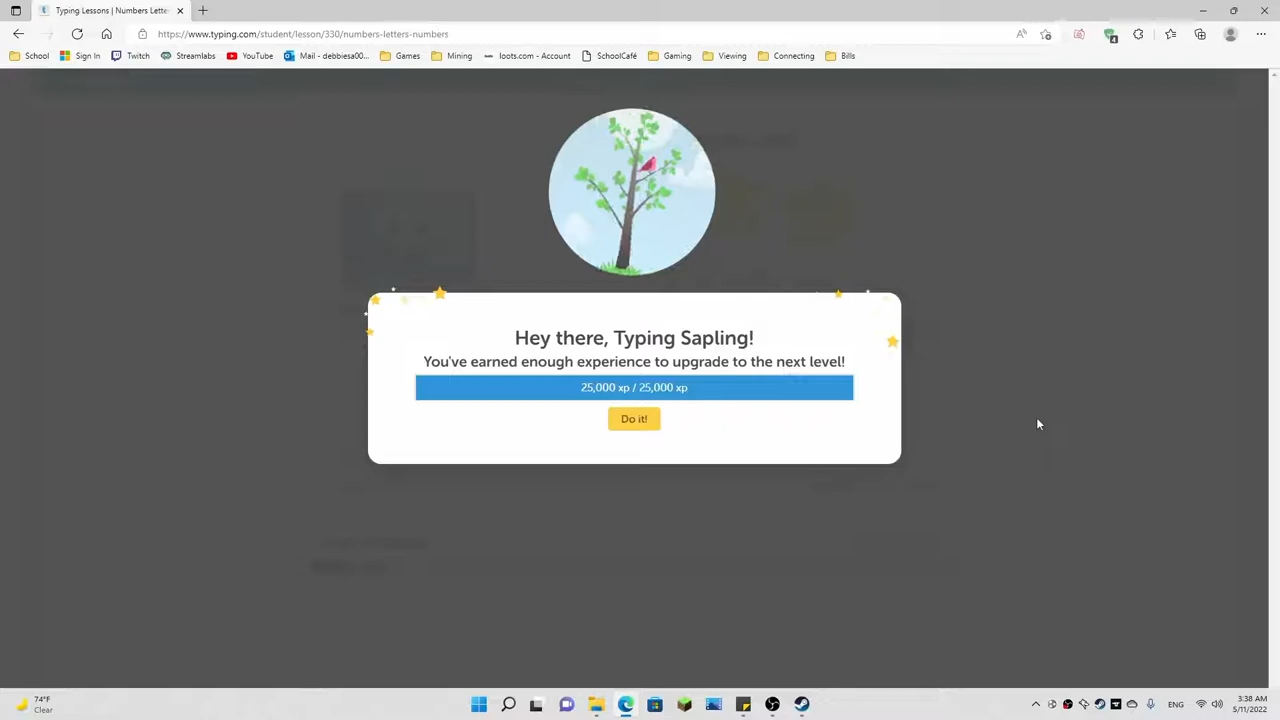 Typing Lessons | Numbers Letter
https://www.typing.com/student/lesson/330/numbers-letters-numbers
4
School Sign In Twitch Streamlabs YouTube Mail - debbiesa00... Games Mining loots.com - Account SchoolCafé Gaming Viewing Connecting Bills
Hey there, Typing Sapling!
You've earned enough experience to upgrade to the next level!
25,000 xp / 25,000 xp
Do it!
74°F
Clear
ENG
3:38 AM
5/11/2022